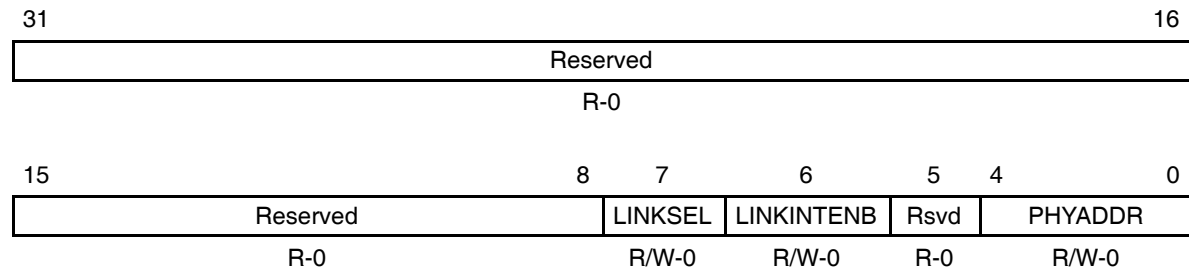 31 16
Reserved
R-0
15 8 7 6 5 4 0
Reserved LINKSEL LINKINTENB Rsvd PHYADDR
R-0 R/W-0 R/W-0 R-0 R/W-0